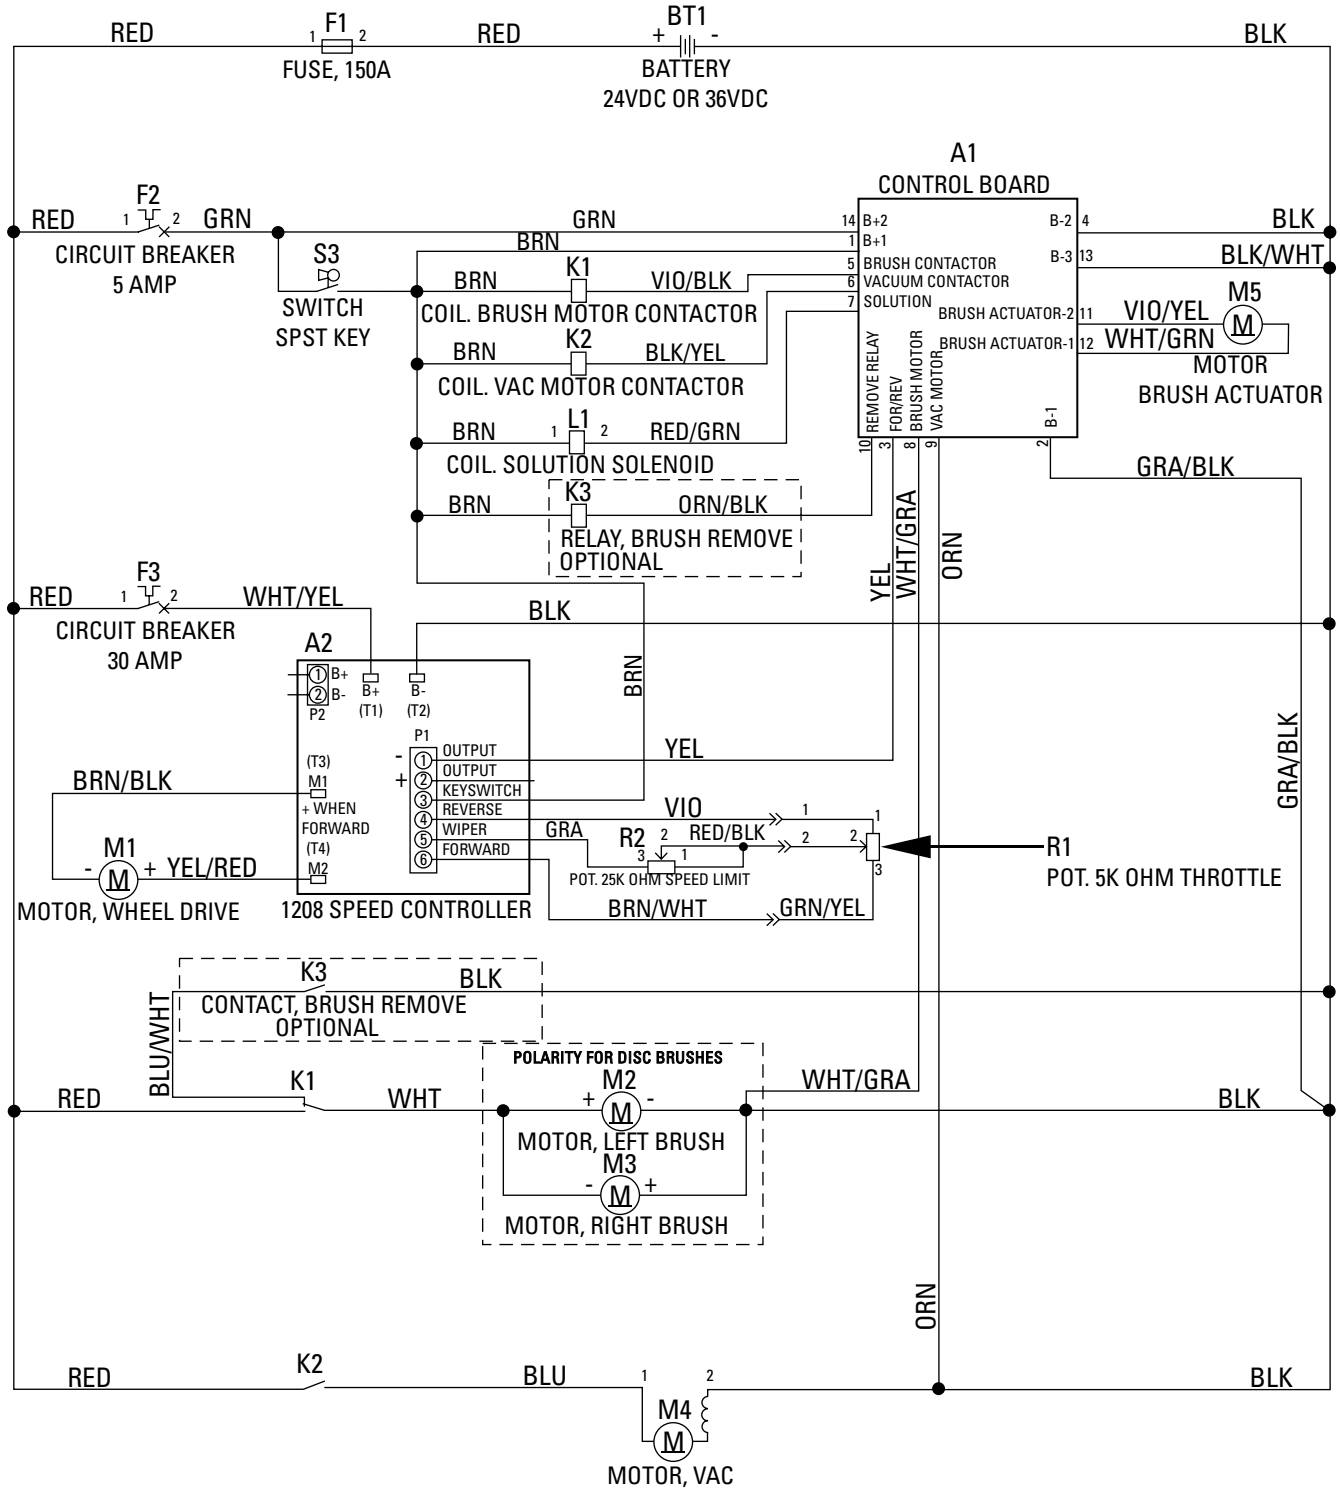 RED
F1
1 2
FUSE, 150A
RED
BT1
+ -
BATTERY
24VDC OR 36VDC
BLK
A1
CONTROL BOARD
RED
F2
1 2
CIRCUIT BREAKER
5 AMP
GRN
S3
SWITCH
SPST KEY
GRN
BRN
14 B+2
1 B+1
5 BRUSH CONTACTOR
6 VACUUM CONTACTOR
7 SOLUTION
B-2 4
B-3 13
BRUSH ACTUATOR-2 11
BRUSH ACTUATOR-1 12
BLK
BLK/WHT
VIO/YEL
WHT/GRN
M5
M
MOTOR
BRUSH ACTUATOR
BRN
K1
VIO/BLK
COIL. BRUSH MOTOR CONTACTOR
BRN
K2
BLK/YEL
COIL. VAC MOTOR CONTACTOR
BRN
1 L1 2
RED/GRN
COIL. SOLUTION SOLENOID
BRN
K3
ORN/BLK
RELAY, BRUSH REMOVE
OPTIONAL
REMOVE RELAY
FOR/REV
BRUSH MOTOR
VAC MOTOR
B-1
10
3
8
9
2
GRA/BLK
YEL
WHT/GRA
ORN
RED
F3
1 2
CIRCUIT BREAKER
30 AMP
WHT/YEL
BLK
BRN
GRA/BLK
A2
1 B+
2 B-
P2
B+
(T1)
B-
(T2)
P1
- 1 OUTPUT
+ 2 OUTPUT
3 KEYSWITCH
4 REVERSE
5 WIPER
6 FORWARD
(T3)
M1
+ WHEN
FORWARD
(T4)
M2
1208 SPEED CONTROLLER
BRN/BLK
M1
- M +
YEL/RED
MOTOR, WHEEL DRIVE
YEL
VIO
1
1
GRA
R2
2
3
1
RED/BLK
2
2
POT. 25K OHM SPEED LIMIT
3
BRN/WHT
GRN/YEL
R1
POT. 5K OHM THROTTLE
K3
BLK
CONTACT, BRUSH REMOVE
OPTIONAL
BLU/WHT
POLARITY FOR DISC BRUSHES
RED
K1
WHT
M2
+ M -
MOTOR, LEFT BRUSH
M3
- M +
MOTOR, RIGHT BRUSH
WHT/GRA
BLK
ORN
RED
K2
BLU
1 2
M4
M
MOTOR, VAC
BLK